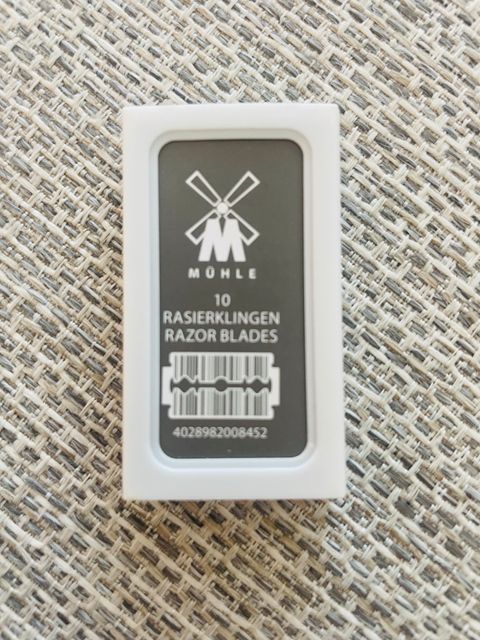 M
MÜHLE
10
RASIERKLINGEN
RAZOR BLADES
4028982008452